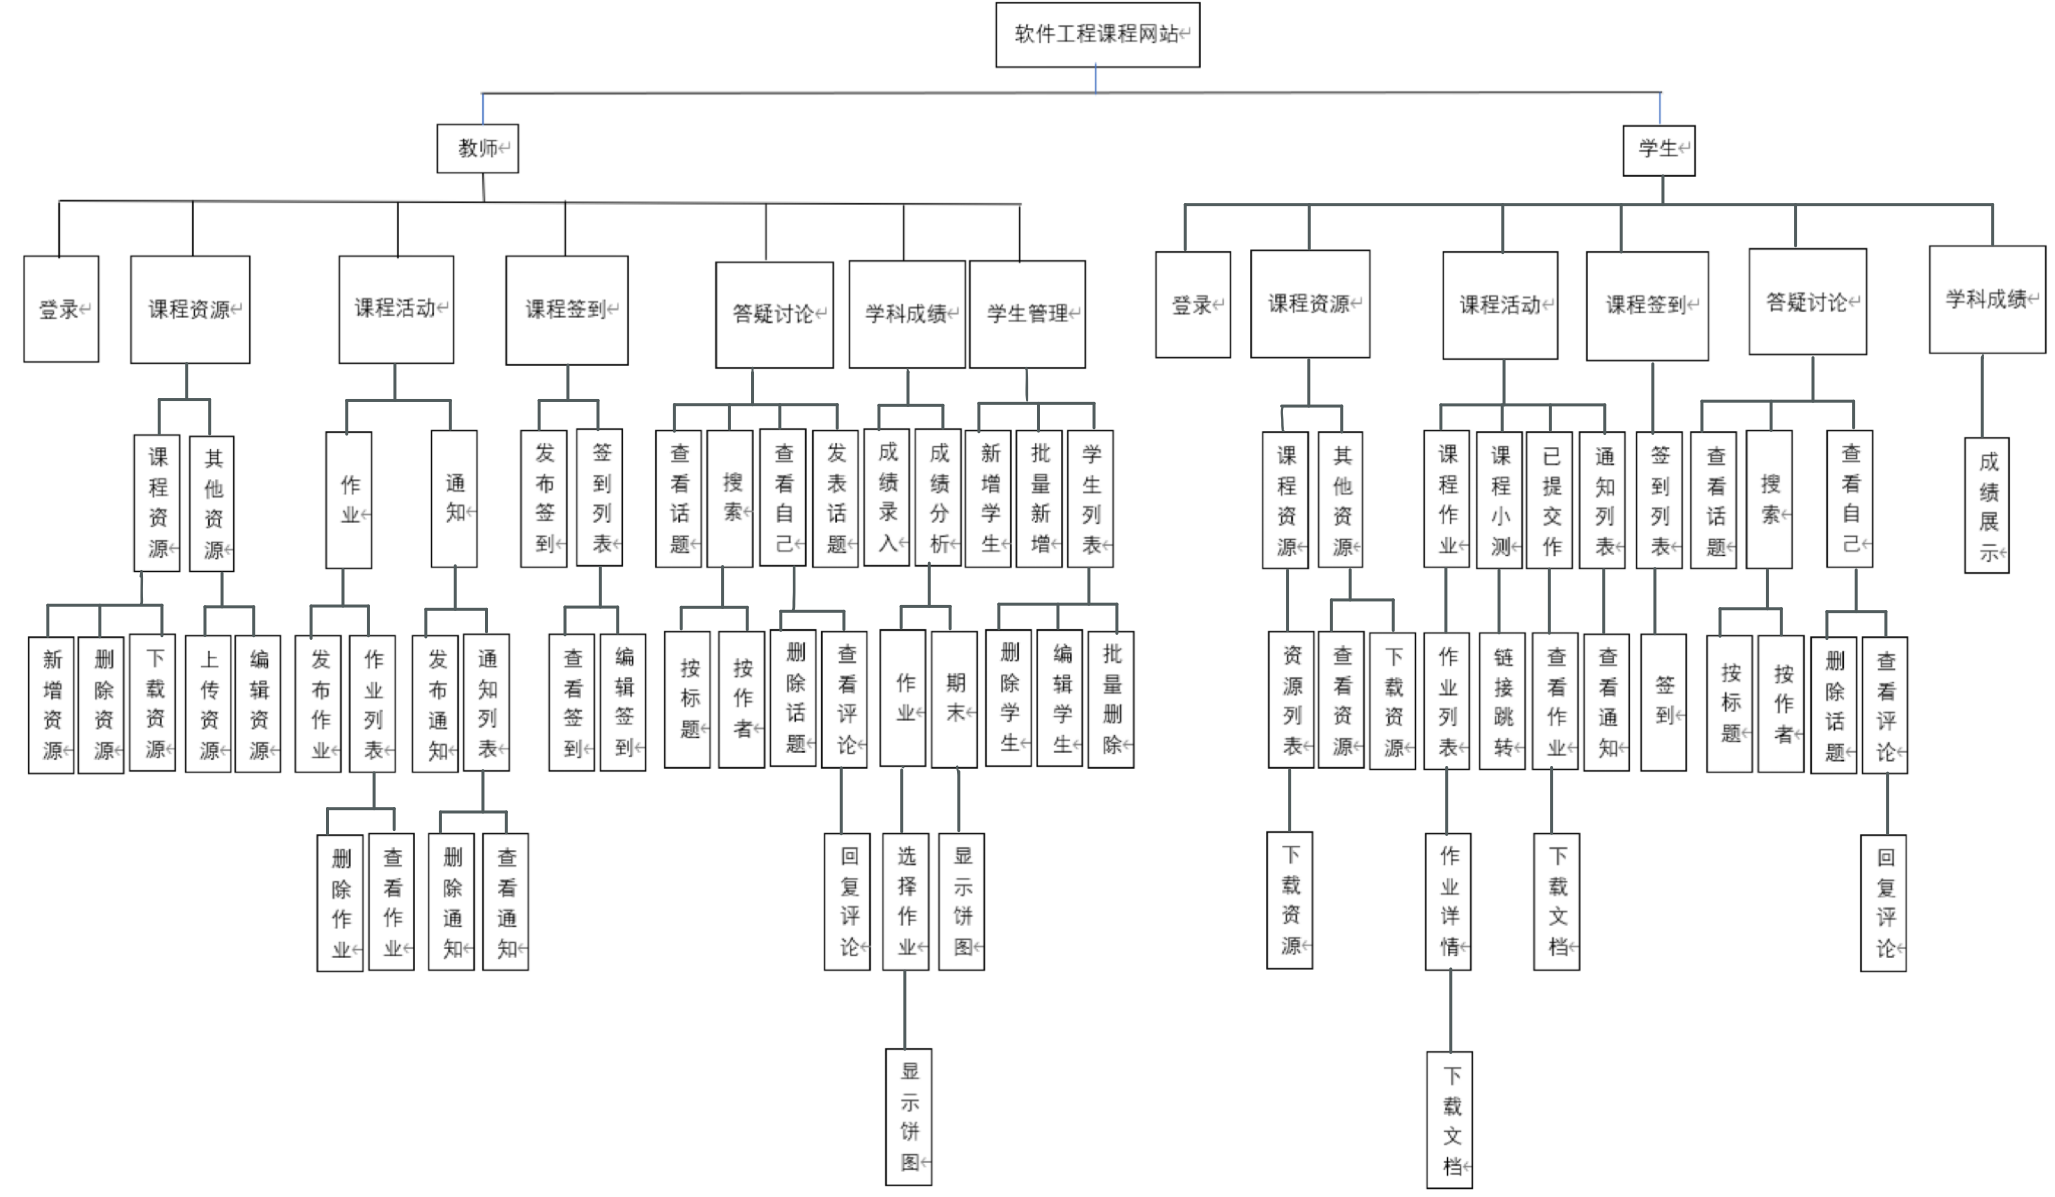 软件工程课程网站
教师
学生
登录
课程资源
课程活动
课程签到
答疑讨论
学科成绩
学生管理
登录
课程资源
课程活动
课程签到
答疑讨论
学科成绩
课程资源
其他资源
作业
通知
发布签到
签到列表
查看话题
搜索
查看自己
发表话题
成绩录入
成绩分析
新增学生
批量新增
学生列表
课程资源
其他资源
课程作业
课程小测
已提交作
通知列表
签到列表
查看话题
搜索
查看自己
成绩展示
新增资源
删除资源
下载资源
上传资源
编辑资源
发布作业
作业列表
发布通知
通知列表
查看签到
编辑签到
按标题
按作者
删除话题
查看评论
作业
期末
删除学生
编辑学生
批量删除
资源列表
查看资源
下载资源
作业列表
链接跳转
查看作业
查看通知
签到
按标题
按作者
删除话题
查看评论
删除作业
查看作业
删除通知
查看通知
回复评论
选择作业
显示饼图
下载资源
作业详情
下载文档
回复评论
显示饼图
下载文档